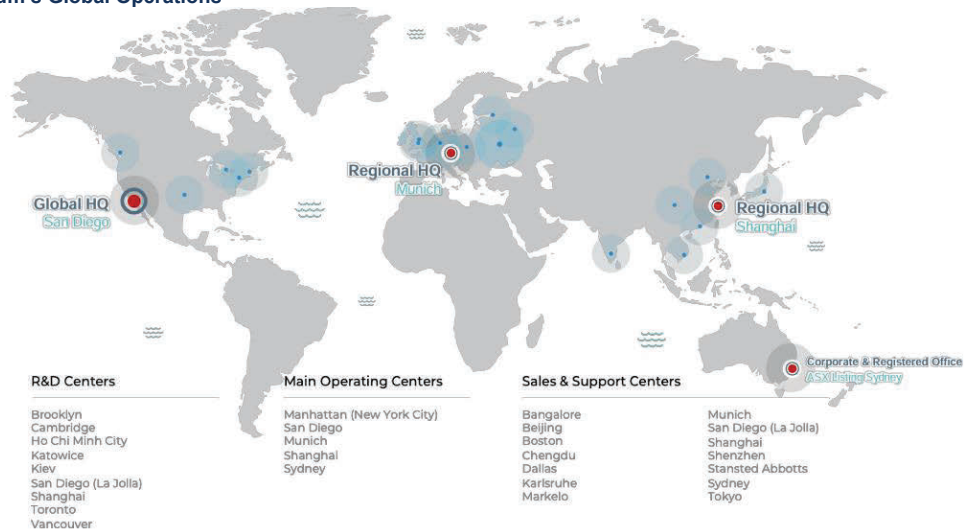 Global Operations
Global HQ
San Diego
Regional HQ
Munich
Regional HQ
Shanghai
Corporate & Registered Office
ASX Listing Sydney
R&D Centers
Brooklyn
Cambridge
Ho Chi Minh City
Katowice
Kiev
San Diego (La Jolla)
Shanghai
Toronto
Vancouver
Main Operating Centers
Manhattan (New York City)
San Diego
Munich
Shanghai
Sydney
Sales & Support Centers
Bangalore
Beijing
Boston
Chengdu
Dallas
Karlsruhe
Markelo
Munich
San Diego (La Jolla)
Shanghai
Shenzhen
Stansted Abbotts
Sydney
Tokyo